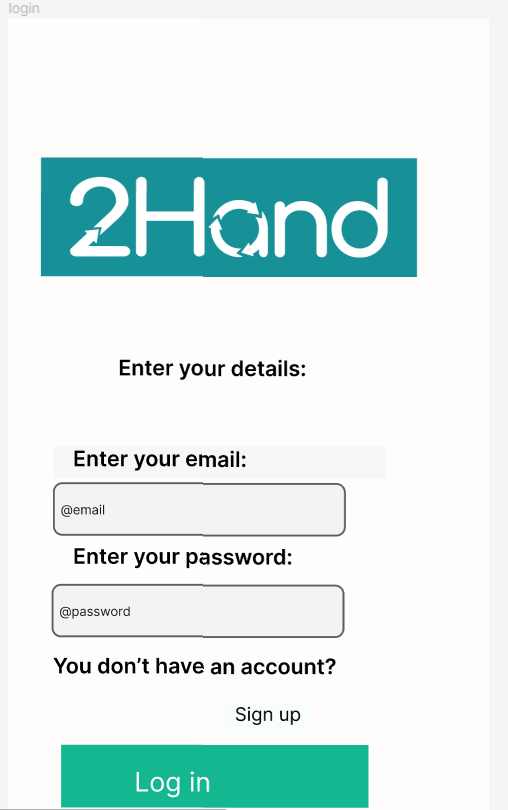 login
2Hand
Enter your details:
Enter your email:
@email
Enter your password:
@password
You don’t have an account?
Sign up
Log in